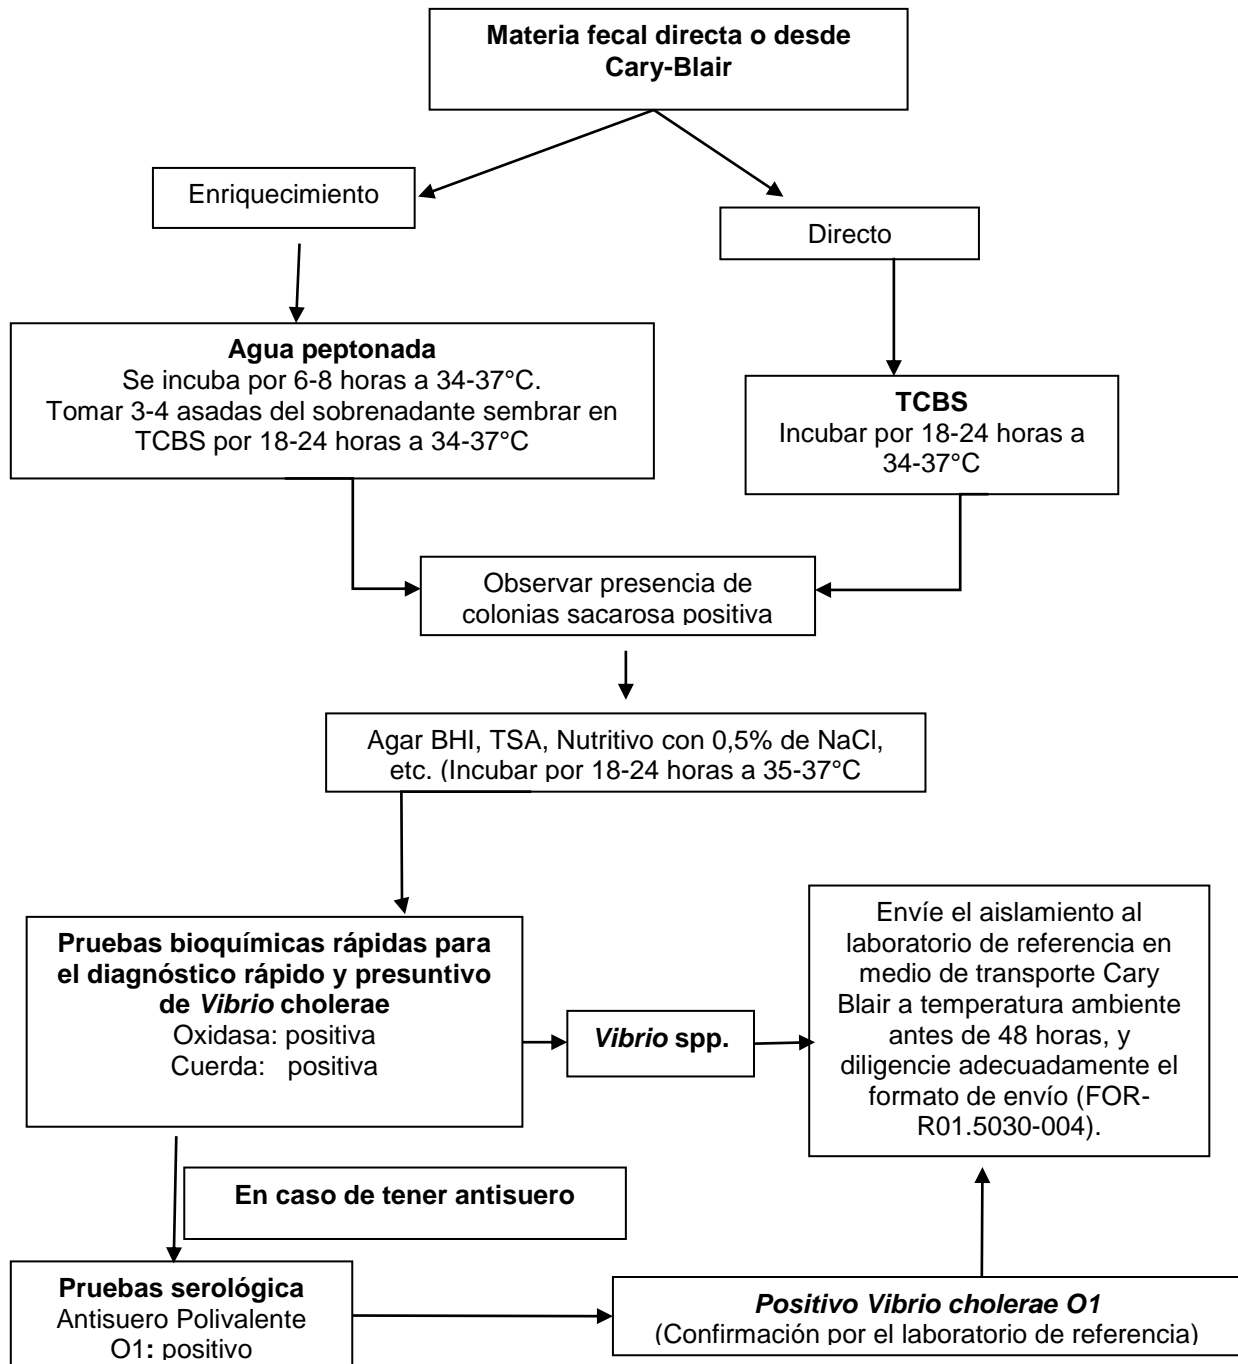 Materia fecal directa o desde
Cary-Blair
Enriquecimiento
Directo
Agua peptonada
Se incuba por 6-8 horas a 34-37°C.
Tomar 3-4 asadas del sobrenadante sembrar en
TCBS por 18-24 horas a 34-37°C
TCBS
Incubar por 18-24 horas a
34-37°C
Observar presencia de
colonias sacarosa positiva
Agar BHI, TSA, Nutritivo con 0,5% de NaCl,
etc. (Incubar por 18-24 horas a 35-37°C
Pruebas bioquímicas rápidas para
el diagnóstico rápido y presuntivo
de Vibrio cholerae
Oxidasa: positiva
Cuerda: positiva
Vibrio spp.
Envíe el aislamiento al
laboratorio de referencia en
medio de transporte Cary
Blair a temperatura ambiente
antes de 48 horas, y
diligencie adecuadamente el
formato de envío (FOR-
R01.5030-004).
En caso de tener antisuero
Pruebas serológica
Antisuero Polivalente
O1: positivo
Positivo Vibrio cholerae O1
(Confirmación por el laboratorio de referencia)